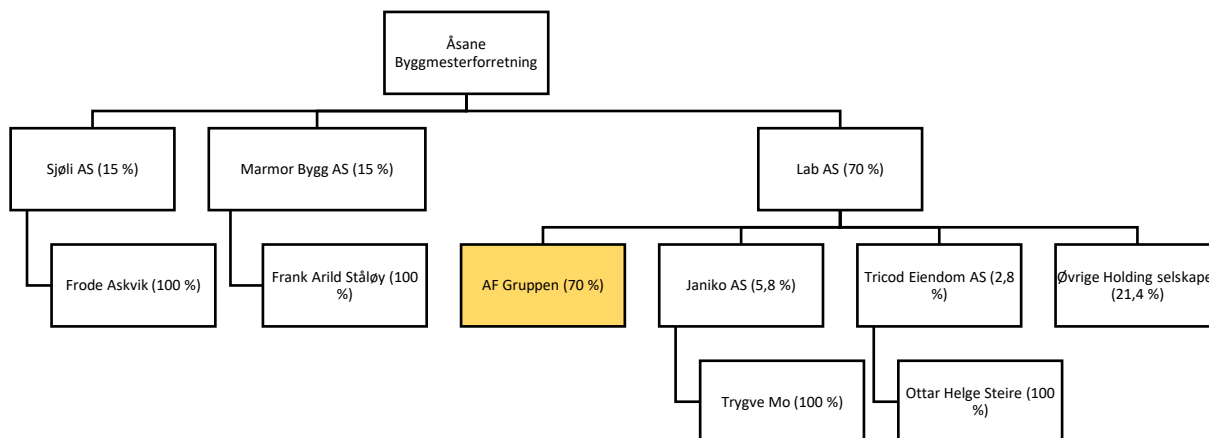 Åsane
Byggmesterforretning
Sjøli AS (15 %)
Marmor Bygg AS (15 %)
Lab AS (70 %)
Frode Askvik (100 %)
Frank Arild Ståløy (100
%)
AF Gruppen (70 %)
Janiko AS (5,8 %)
Tricod Eiendom AS (2,8
%)
Øvrige Holding selskape
(21,4 %)
Trygve Mo (100 %)
Ottar Helge Steire (100
%)